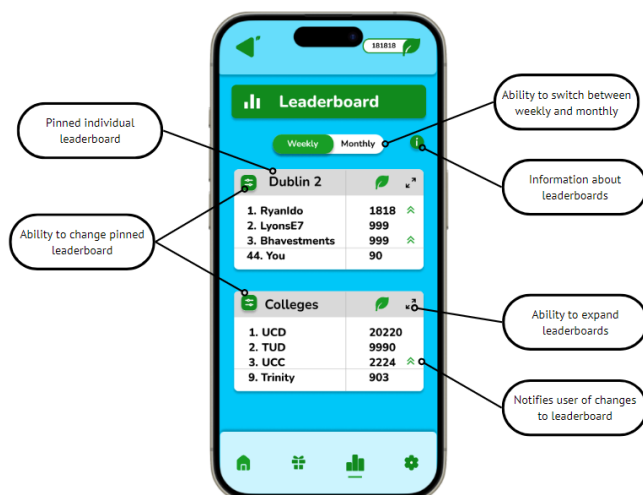 181818
Leaderboard
Weekly Monthly
i
Dublin 2
1. RyanIdo 1818
2. LyonsE7 999
3. Bhavestments 999
44. You 90
Colleges
1. UCD 20220
2. TUD 9990
3. UCC 2224
9. Trinity 903
Pinned individual
leaderboard
Ability to change pinned
leaderboard
Ability to switch between
weekly and monthly
Information about
leaderboards
Ability to expand
leaderboards
Notifies user of changes
to leaderboard